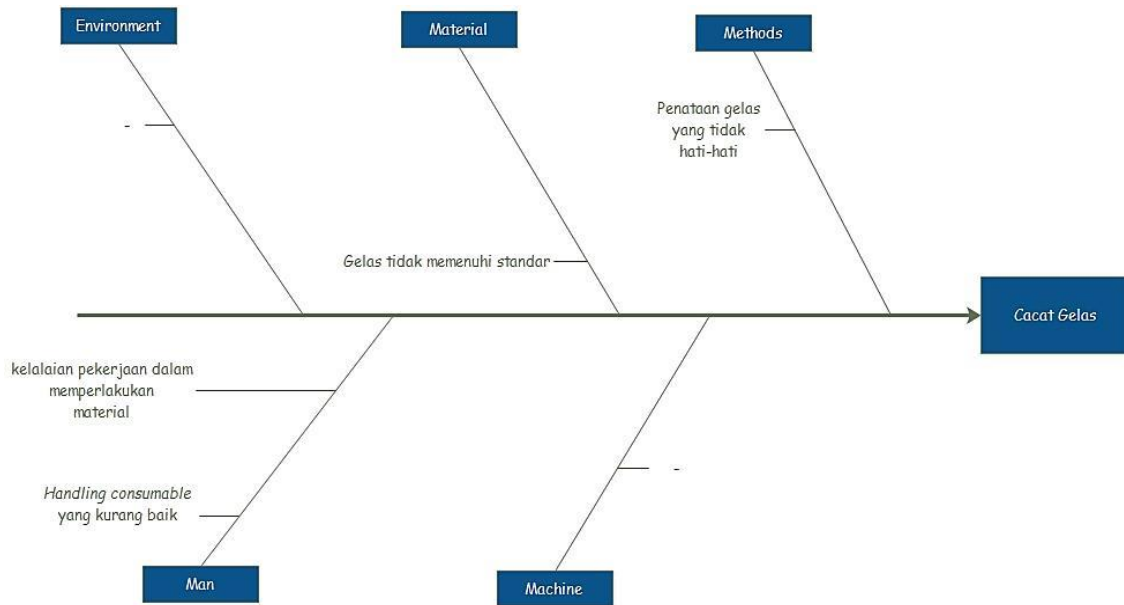 Environment
Material
Methods
-
Penataan gelas
yang tidak
hati-hati
Gelas tidak memenuhi standar
Cacat Gelas
kelalaian pekerjaan dalam
memperlakukan
material
-
Handling consumable
yang kurang baik
Man
Machine